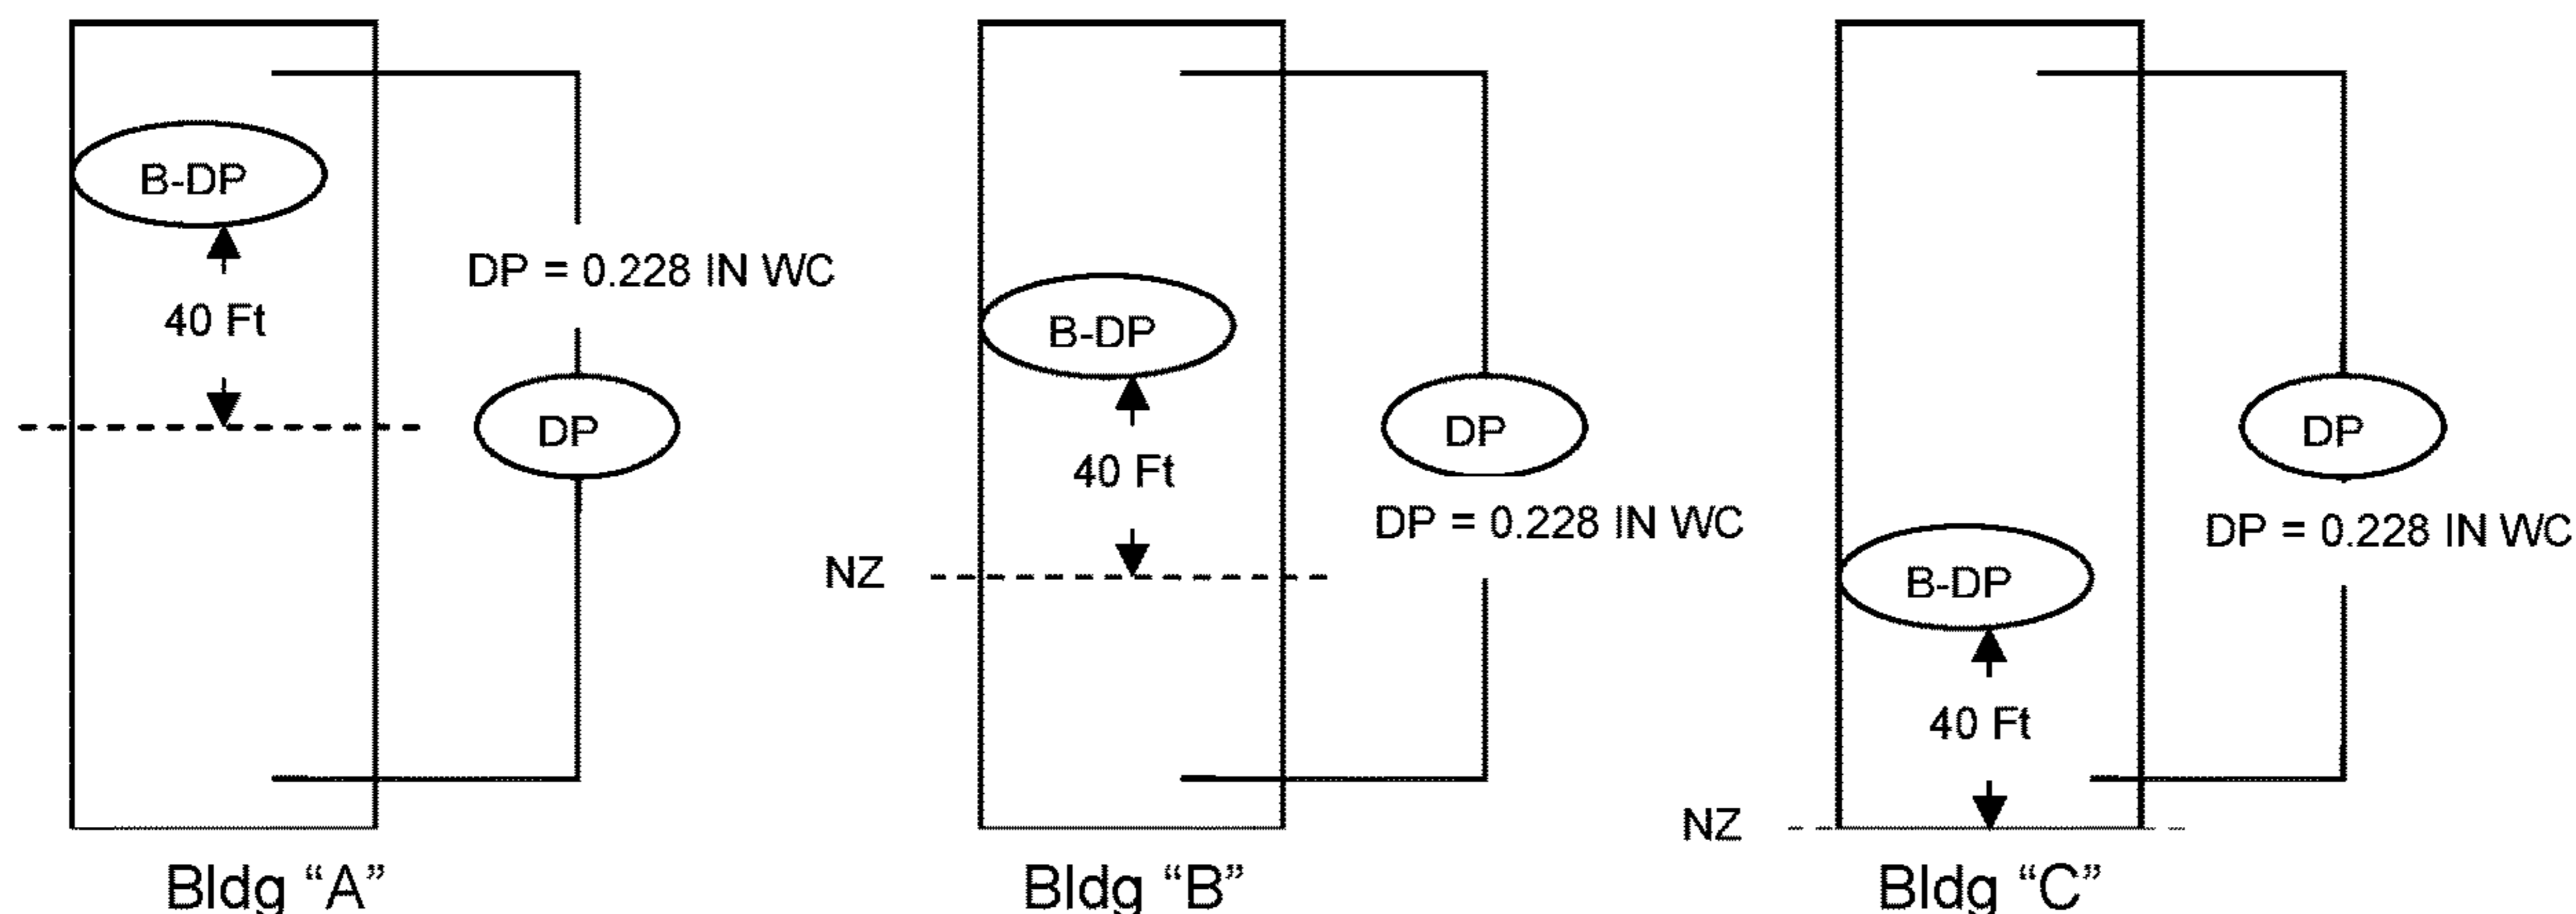 B-DP
40 Ft
DP = 0.228 IN WC
DP
Bldg “A”
B-DP
40 Ft
NZ
DP
DP = 0.228 IN WC
Bldg “B”
DP
DP = 0.228 IN WC
B-DP
40 Ft
NZ
Bldg “C”